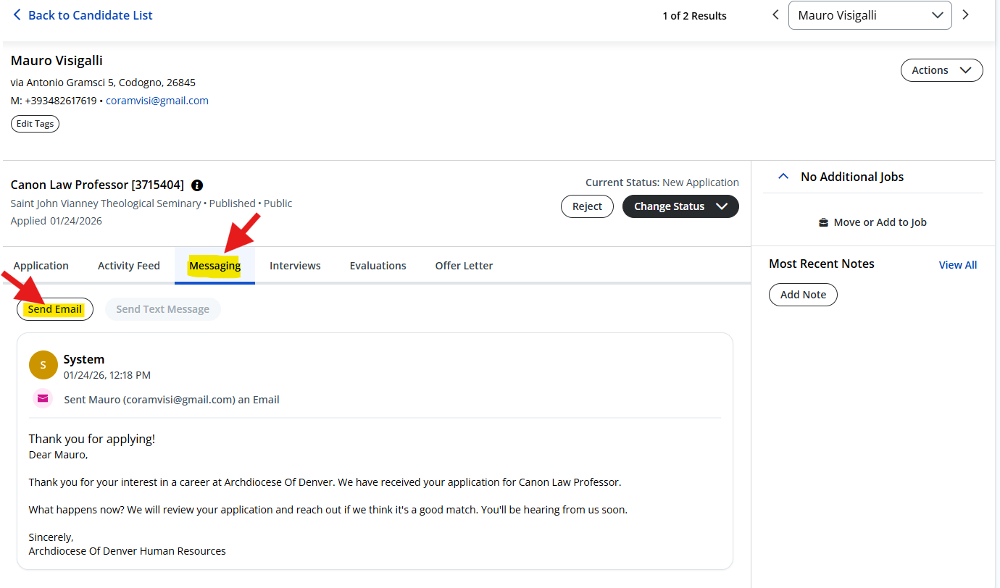 Back to Candidate List
1 of 2 Results
Mauro Visigalli
Mauro Visigalli
via Antonio Gramsci 5, Codogno, 26845
M: +393482617619 • coramvisi@gmail.com
Edit Tags
Actions
Canon Law Professor [3715404]
Saint John Vianney Theological Seminary • Published • Public
Applied 01/24/2026
Current Status: New Application
Reject
Change Status
No Additional Jobs
Move or Add to Job
Application Activity Feed Messaging Interviews Evaluations Offer Letter
Most Recent Notes View All
Add Note
Send Email Send Text Message
S
System
01/24/26, 12:18 PM
Sent Mauro (coramvisi@gmail.com) an Email
Thank you for applying!
Dear Mauro,
Thank you for your interest in a career at Archdiocese Of Denver. We have received your application for Canon Law Professor.
What happens now? We will review your application and reach out if we think it's a good match. You'll be hearing from us soon.
Sincerely,
Archdiocese Of Denver Human Resources